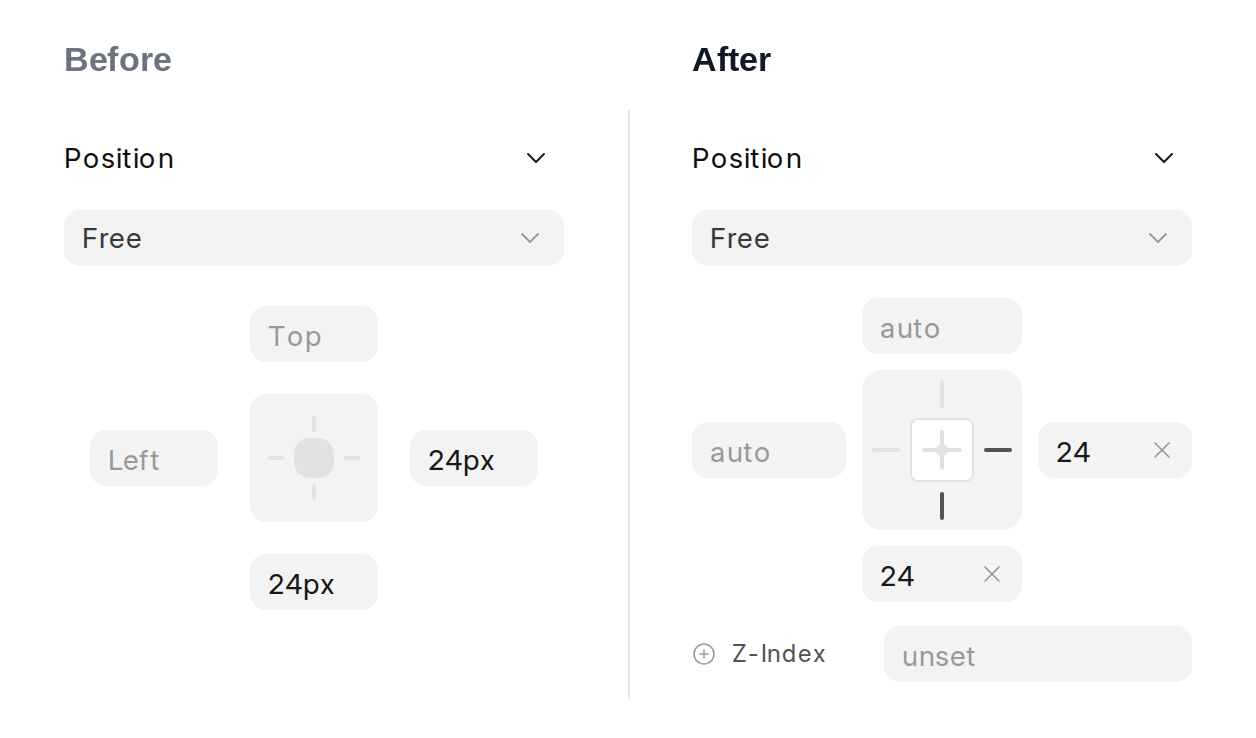 Before
Position
Free
Top
Left
24px
24px
After
Position
Free
auto
auto
24
24
Z-Index
unset